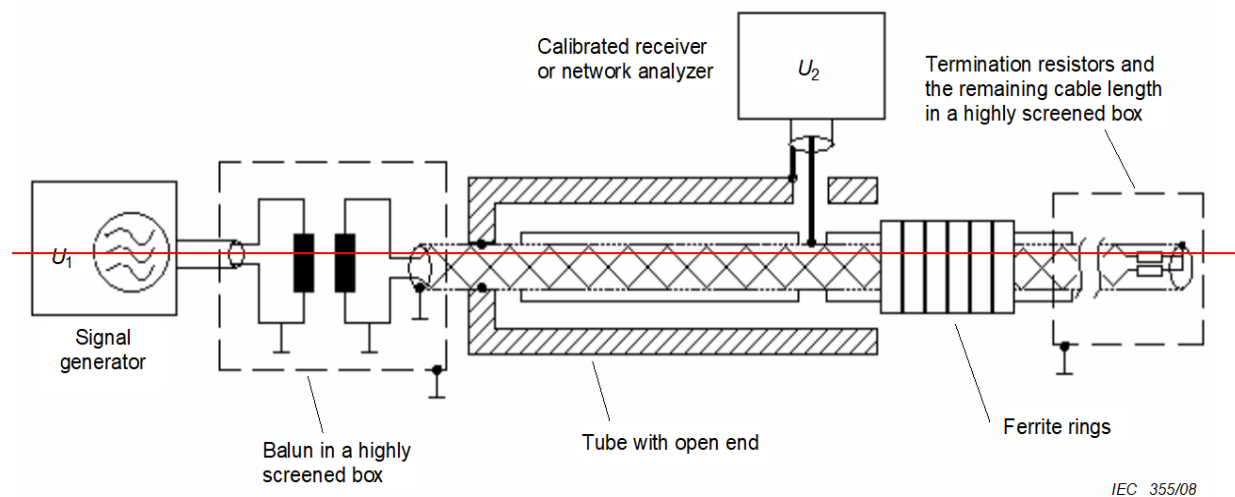 Calibrated receiver
or network analyzer
U2
Termination resistors and
the remaining cable length
in a highly screened box
U1
Signal
generator
Balun in a highly
screened box
Tube with open end
Ferrite rings
IEC 355/08